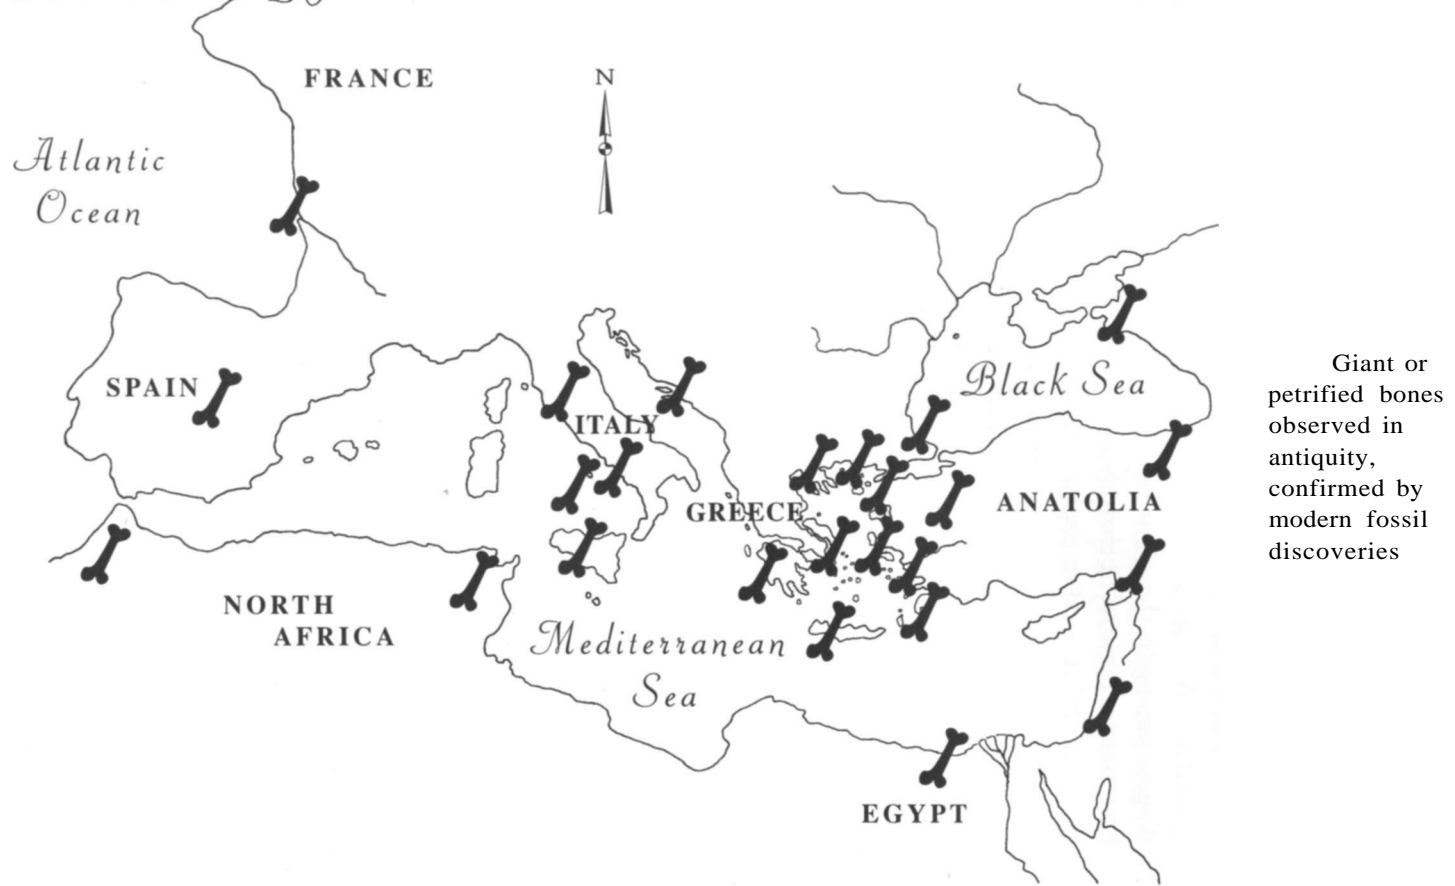 FRANCE
N
Atlantic
Ocean
SPAIN
ITALY
Black Sea
GREECE
ANATOLIA
NORTH
AFRICA
Mediterranean
Sea
EGYPT
Giant or
petrified bones
observed in
antiquity,
confirmed by
modern fossil
discoveries